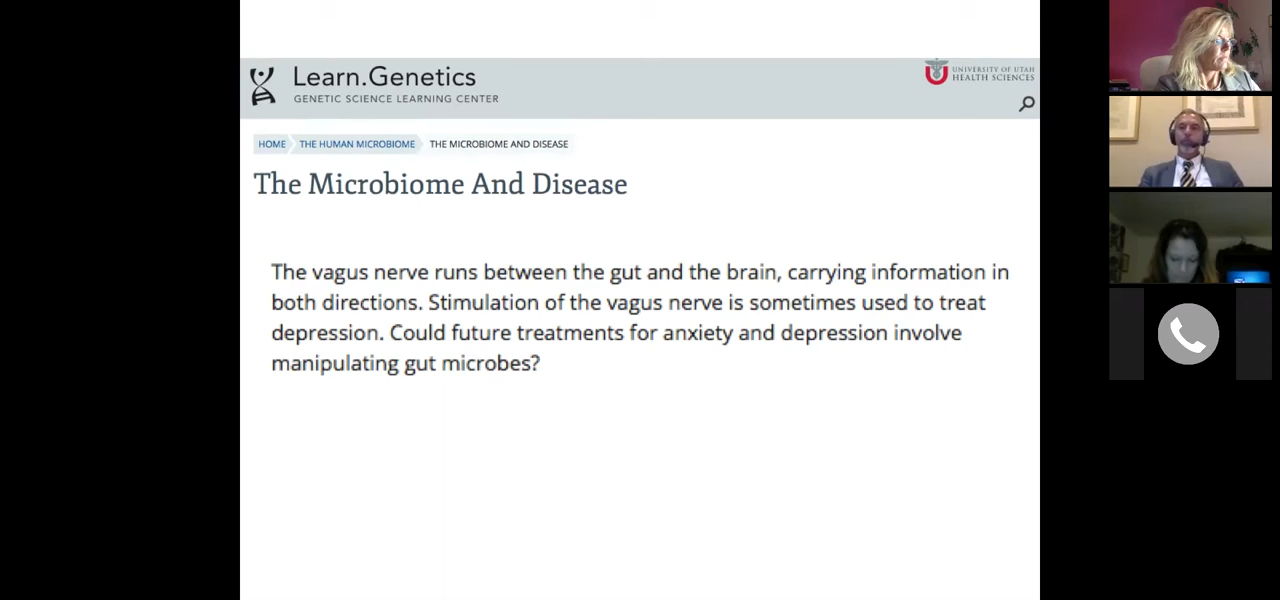 Learn.Genetics
GENETIC SCIENCE LEARNING CENTER
UNIVERSITY OF UTAH
HEALTH SCIENCES
HOME THE HUMAN MICROBIOME THE MICROBIOME AND DISEASE
The Microbiome And Disease
The vagus nerve runs between the gut and the brain, carrying information in
both directions. Stimulation of the vagus nerve is sometimes used to treat
depression. Could future treatments for anxiety and depression involve
manipulating gut microbes?